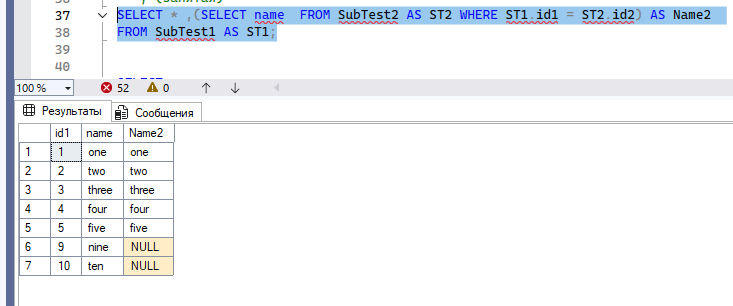 37 SELECT * ,(SELECT name FROM SubTest2 AS ST2 WHERE ST1.id1 = ST2.id2) AS Name2
38 FROM SubTest1 AS ST1;
39
40
100 % 52 0
Результаты Сообщения
id1 name Name2
1 1 one one
2 2 two two
3 3 three three
4 4 four four
5 5 five five
6 9 nine NULL
7 10 ten NULL